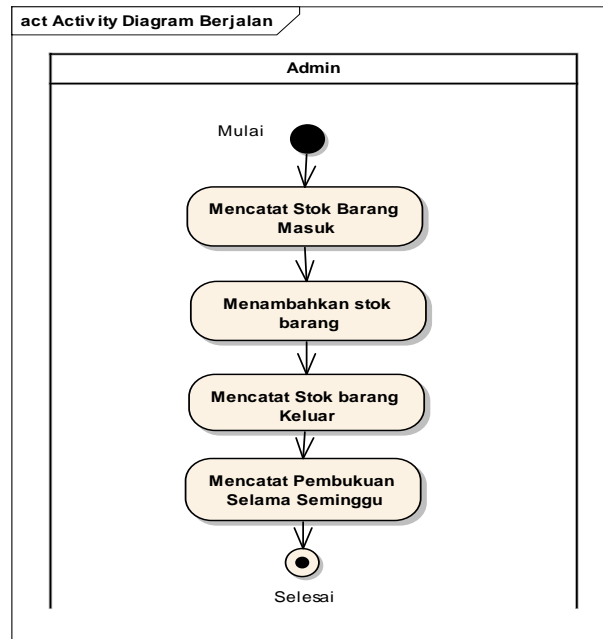 act Activity Diagram Berjalan
Admin
Mulai
Mencatat Stok Barang
Masuk
Menambahkan stok
barang
Mencatat Stok barang
Keluar
Mencatat Pembukuan
Selama Seminggu
Selesai